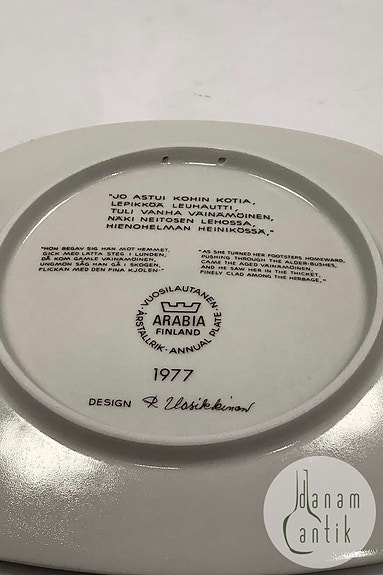 "JO ASTUI KOHIN KOTIA,
LEPIKKÖÄ LEUHAUTTI,
TULI VANHA VÄINÄMÖINEN,
NÄKI NEITOSEN LEHOSSA
HIENOHELMAN HEINIKÖSSÄ,"
"HON BEGAV SIG HÄN MOT HEMMET.
GICK MED LÄTTA STEG I LUNDEN,
DÅ KOM GAMLE VÄINÄMÖINEN,
UNGMÖN SÅG HAN GÅ I SKOGEN,
FLICKAN MED DEN FINA KJOLEN-"
"AS SHE TURNED HER FOOTSTEPS HOMEWARD,
PUSHING THROUGH THE ALDER-BUSHES,
CAME THE AGED VÄINÄMÖINEN,
AND HE SAW HER IN THE THICKET,
FINELY CLAD AMONG THE HERBAGE,"
VUOSILAUTANEN·
ARABIA
FINLAND
·ÅRSTALLRIK·ANNUAL PLATE·
1977
DESIGN R. Uosikkinen
danam
antik